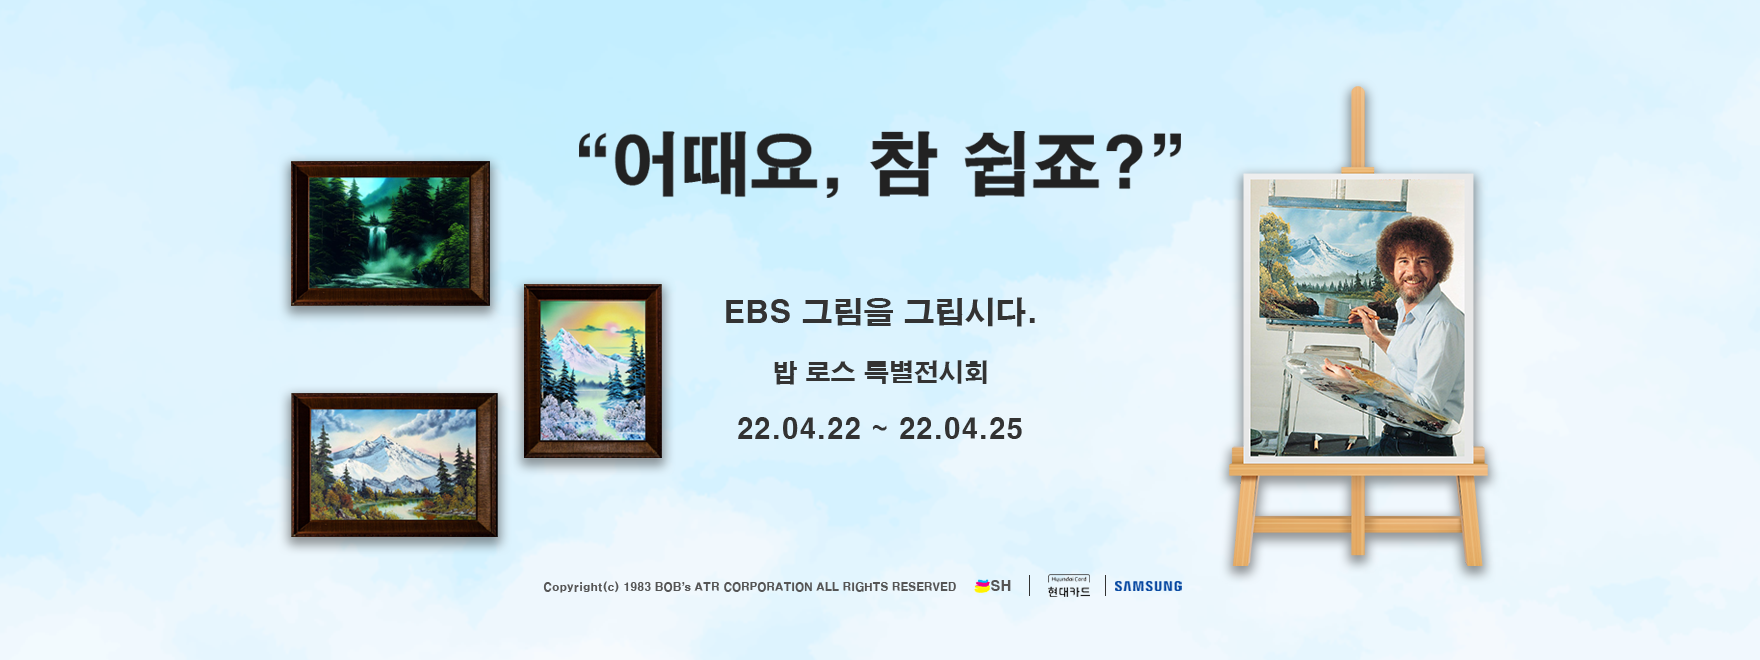 “어때요, 참 쉽죠?”
EBS 그림을 그립시다.
밥 로스 특별전시회
22.04.22 ~ 22.04.25
Copyright(c) 1983 BOB’s ATR CORPORATION ALL RIGHTS RESERVED
SH
Hyundai Card
현대카드
SAMSUNG